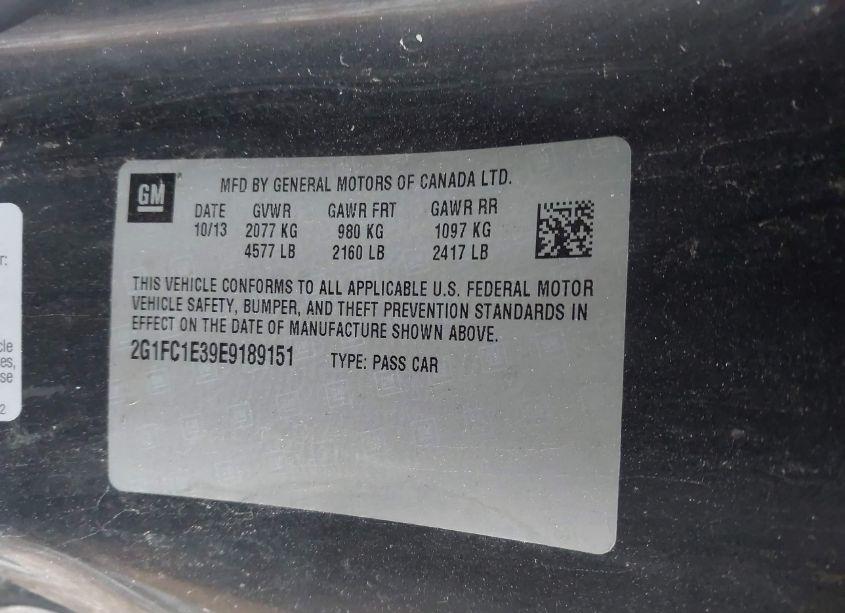 GM
MFD BY GENERAL MOTORS OF CANADA LTD.
DATE GVWR GAWR FRT GAWR RR
10/13 2077 KG 980 KG 1097 KG
4577 LB 2160 LB 2417 LB
THIS VEHICLE CONFORMS TO ALL APPLICABLE U.S. FEDERAL MOTOR
VEHICLE SAFETY, BUMPER, AND THEFT PREVENTION STANDARDS IN
EFFECT ON THE DATE OF MANUFACTURE SHOWN ABOVE.
2G1FC1E39E9189151 TYPE: PASS CAR